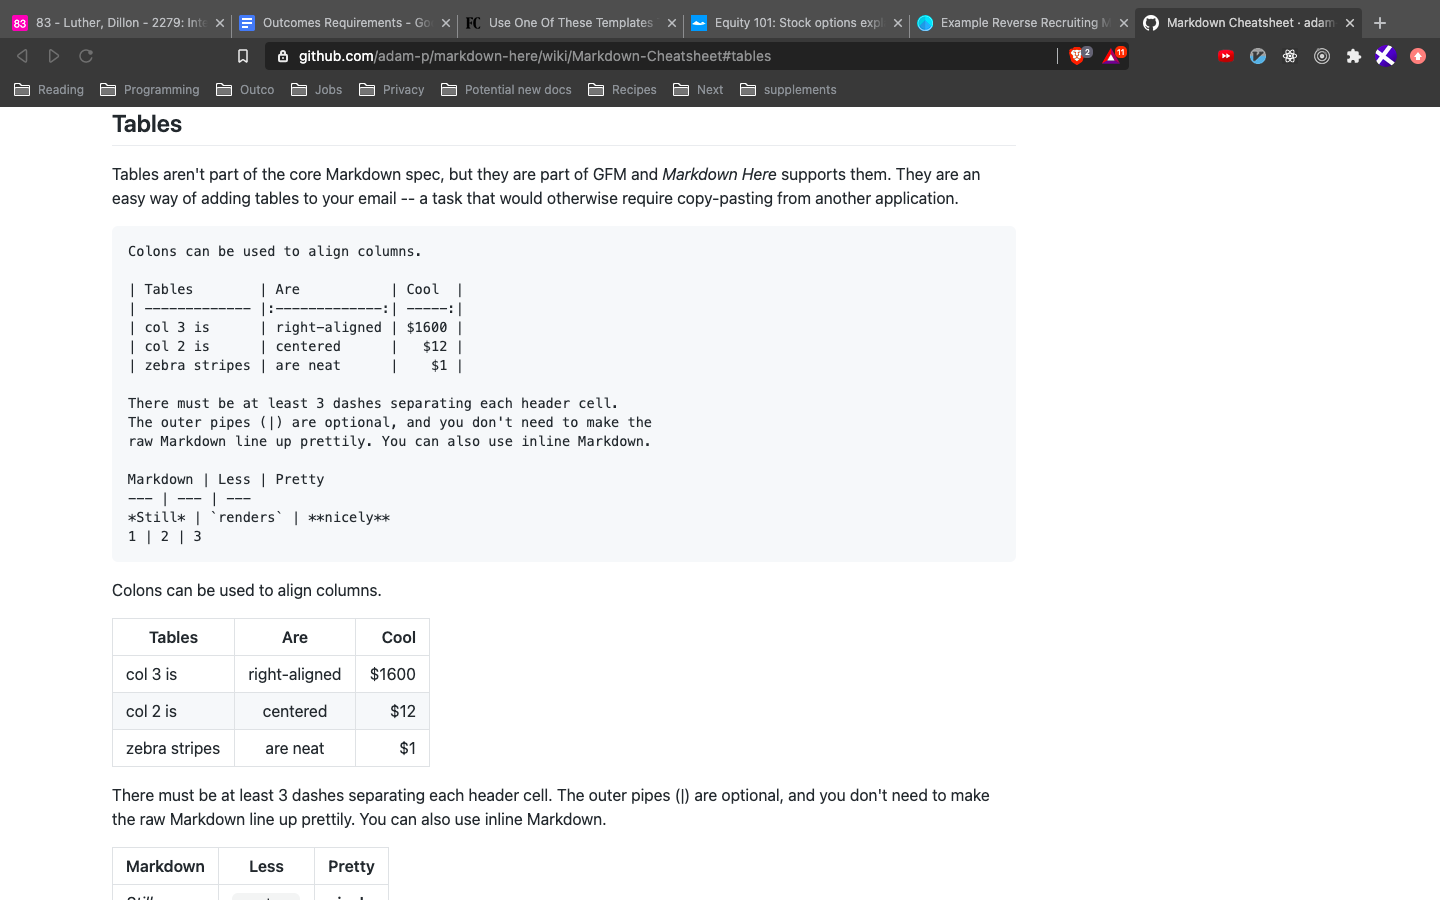 83 83 - Luther, Dillon - 2279: Int
Outcomes Requirements - Go
FC Use One Of These Templates
Equity 101: Stock options exp
Example Reverse Recruiting M
Markdown Cheatsheet · adam
github.com/adam-p/markdown-here/wiki/Markdown-Cheatsheet#tables
2
11
Reading Programming Outco Jobs Privacy Potential new docs Recipes Next supplements
Tables
Tables aren't part of the core Markdown spec, but they are part of GFM and Markdown Here supports them. They are an
easy way of adding tables to your email -- a task that would otherwise require copy-pasting from another application.
Colons can be used to align columns.
| Tables        | Are           | Cool  |
| ------------- |:-------------:| -----:|
| col 3 is      | right-aligned | $1600 |
| col 2 is      | centered      |   $12 |
| zebra stripes | are neat      |    $1 |
There must be at least 3 dashes separating each header cell.
The outer pipes (|) are optional, and you don't need to make the
raw Markdown line up prettily. You can also use inline Markdown.
Markdown | Less | Pretty
--- | --- | ---
*Still* | `renders` | **nicely**
1 | 2 | 3
Colons can be used to align columns.
Tables Are Cool
col 3 is right-aligned $1600
col 2 is centered $12
zebra stripes are neat $1
There must be at least 3 dashes separating each header cell. The outer pipes (|) are optional, and you don't need to make
the raw Markdown line up prettily. You can also use inline Markdown.
Markdown Less Pretty